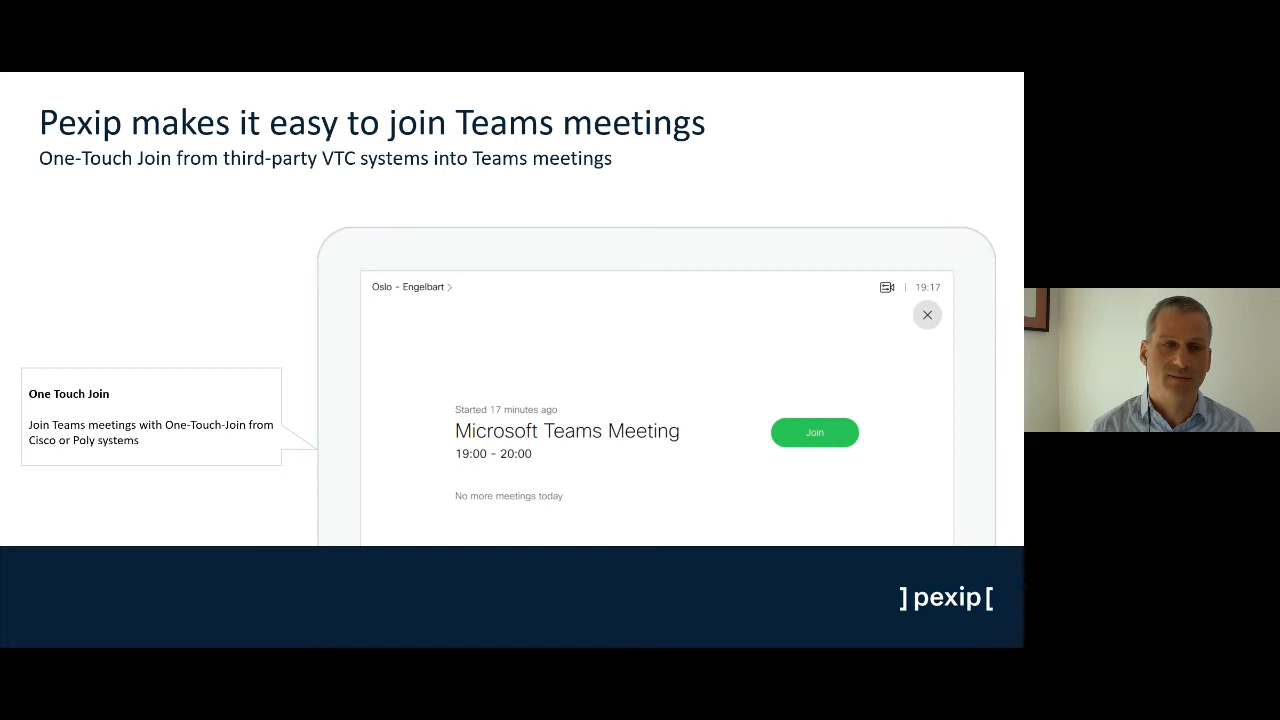 Pexip makes it easy to join Teams meetings
One-Touch Join from third-party VTC systems into Teams meetings
Oslo - Engelbart >
19:17
One Touch Join
Join Teams meetings with One-Touch-Join from
Cisco or Poly systems
Started 17 minutes ago
Microsoft Teams Meeting
19:00 - 20:00
Join
No more meetings today
]pexip[